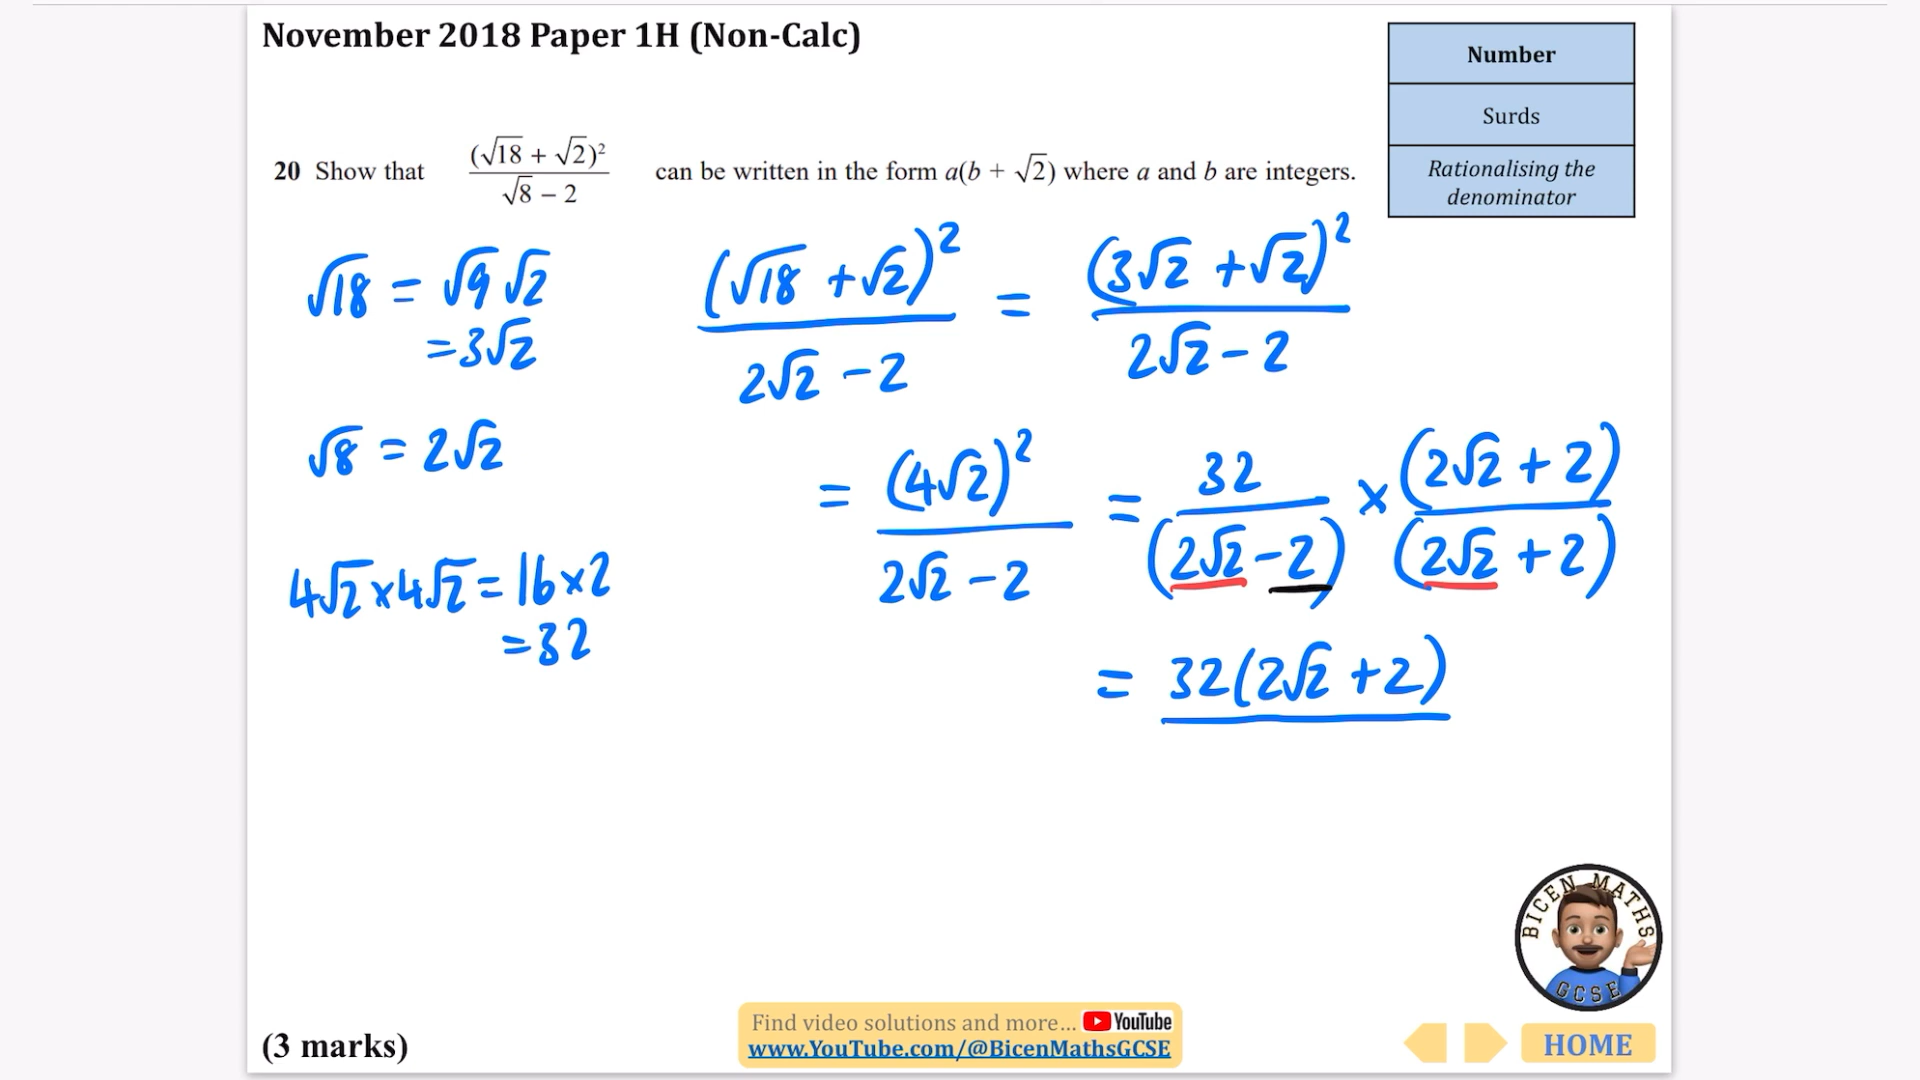 November 2018 Paper 1H (Non-Calc)
Number
Surds
Rationalising the
denominator
20 Show that (√18 + √2)² / √8 – 2 can be written in the form a(b + √2) where a and b are integers.
√18 = √9 √2
= 3√2
(√18 + √2)² / 2√2 – 2 = (3√2 + √2)² / 2√2 – 2
√8 = 2√2
= (4√2)² / 2√2 – 2 = 32 / (2√2 – 2) × (2√2 + 2) / (2√2 + 2)
4√2 × 4√2 = 16 × 2
= 32
= 32(2√2 + 2)
BICEN MATHS
GCSE
(3 marks)
Find video solutions and more... YouTube
www.YouTube.com/@BicenMathsGCSE
HOME